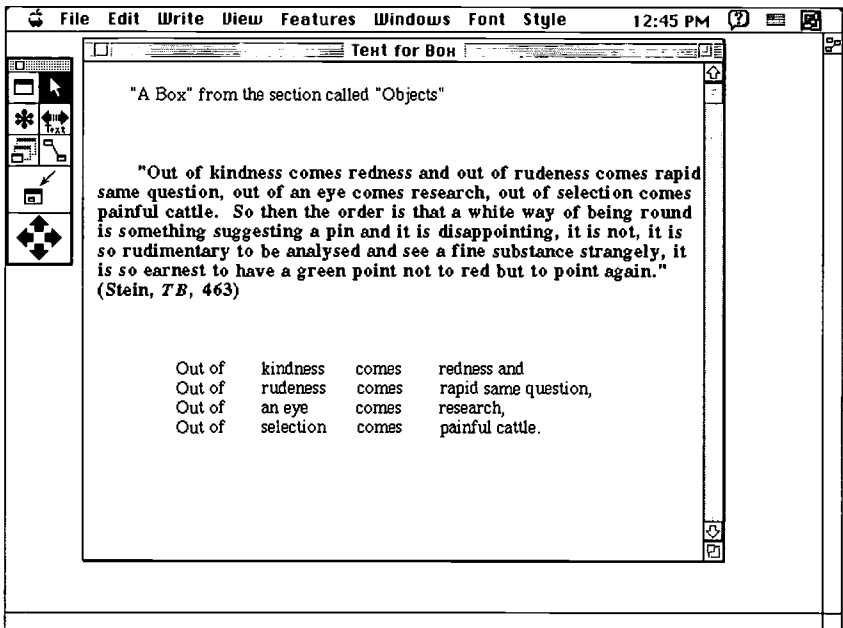 File Edit Write View Features Windows Font Style 12:45 PM
Text for Box
Text
"A Box" from the section called "Objects"
"Out of kindness comes redness and out of rudeness comes rapid
same question, out of an eye comes research, out of selection comes
painful cattle. So then the order is that a white way of being round
is something suggesting a pin and it is disappointing, it is not, it is
so rudimentary to be analysed and see a fine substance strangely, it
is so earnest to have a green point not to red but to point again."
(Stein, TB, 463)
Out of kindness comes redness and
Out of rudeness comes rapid same question,
Out of an eye comes research,
Out of selection comes painful cattle.